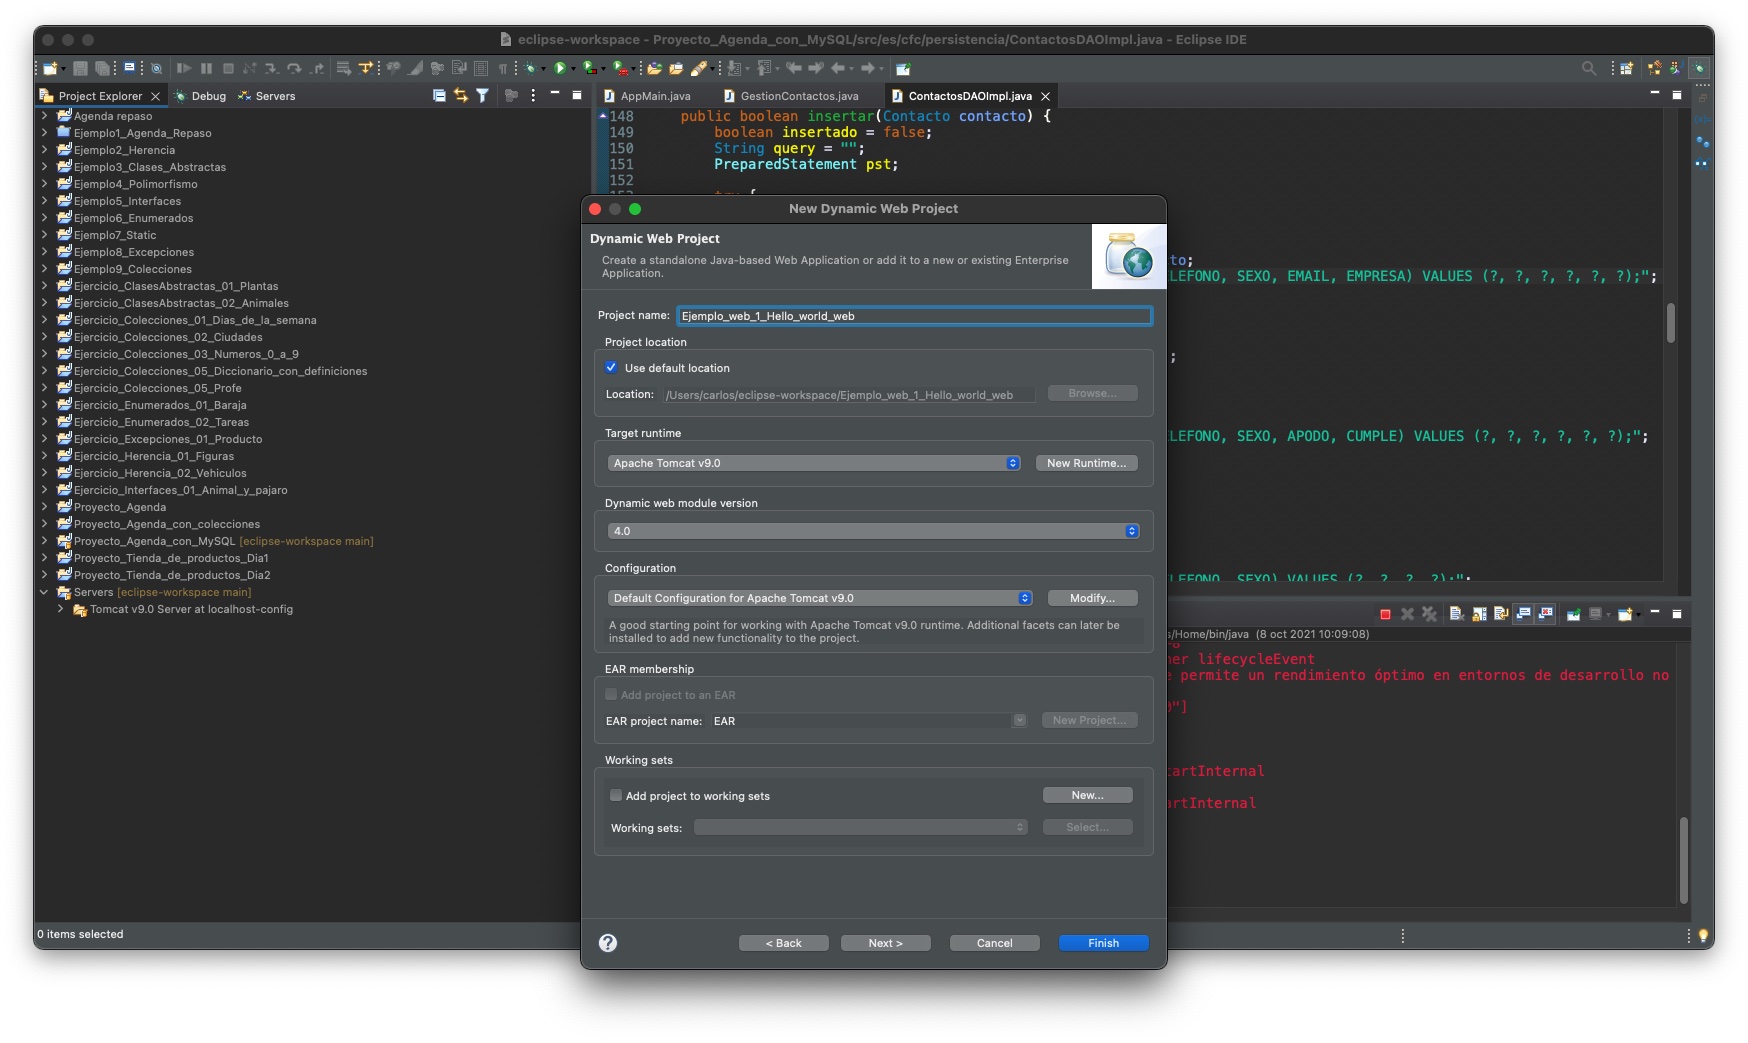 eclipse-workspace - Proyecto_Agenda_con_MySQL/src/es/cfc/persistencia/ContactosDAOImpl.java - Eclipse IDE
Project Explorer
Debug
Servers
AppMain.java
GestionContactos.java
ContactosDAOImpl.java
Agenda repaso
Ejemplo1_Agenda_Repaso
Ejemplo2_Herencia
Ejemplo3_Clases_Abstractas
Ejemplo4_Polimorfismo
Ejemplo5_Interfaces
Ejemplo6_Enumerados
Ejemplo7_Static
Ejemplo8_Excepciones
Ejemplo9_Colecciones
Ejercicio_ClasesAbstractas_01_Plantas
Ejercicio_ClasesAbstractas_02_Animales
Ejercicio_Colecciones_01_Dias_de_la_semana
Ejercicio_Colecciones_02_Ciudades
Ejercicio_Colecciones_03_Numeros_0_a_9
Ejercicio_Colecciones_05_Diccionario_con_definiciones
Ejercicio_Colecciones_05_Profe
Ejercicio_Enumerados_01_Baraja
Ejercicio_Enumerados_02_Tareas
Ejercicio_Excepciones_01_Producto
Ejercicio_Herencia_01_Figuras
Ejercicio_Herencia_02_Vehiculos
Ejercicio_Interfaces_01_Animal_y_pajaro
Proyecto_Agenda
Proyecto_Agenda_con_colecciones
Proyecto_Agenda_con_MySQL [eclipse-workspace main]
Proyecto_Tienda_de_productos_Dia1
Proyecto_Tienda_de_productos_Dia2
Servers [eclipse-workspace main]
Tomcat v9.0 Server at localhost-config
0 items selected
148 public boolean insertar(Contacto contacto) {
149 boolean insertado = false;
150 String query = "";
151 PreparedStatement pst;
152
153 try {
to;
LEFONO, SEXO, EMAIL, EMPRESA) VALUES (?, ?, ?, ?, ?, ?);";
;
LEFONO, SEXO, APODO, CUMPLE) VALUES (?, ?, ?, ?, ?, ?);";
LEFONO, SEXO) VALUES (?, ?, ?, ?);";
s/Home/bin/java (8 oct 2021 10:09:08)
ner lifecycleEvent
e permite un rendimiento óptimo en entornos de desarrollo no
"]
tartInternal
artInternal
New Dynamic Web Project
Dynamic Web Project
Create a standalone Java-based Web Application or add it to a new or existing Enterprise
Application.
Project name: Ejemplo_web_1_Hello_world_web
Project location
Use default location
Location: /Users/carlos/eclipse-workspace/Ejemplo_web_1_Hello_world_web
Browse...
Target runtime
Apache Tomcat v9.0
New Runtime...
Dynamic web module version
4.0
Configuration
Default Configuration for Apache Tomcat v9.0
Modify...
A good starting point for working with Apache Tomcat v9.0 runtime. Additional facets can later be
installed to add new functionality to the project.
EAR membership
Add project to an EAR
EAR project name: EAR
New Project...
Working sets
Add project to working sets
New...
Working sets:
Select...
?
< Back
Next >
Cancel
Finish